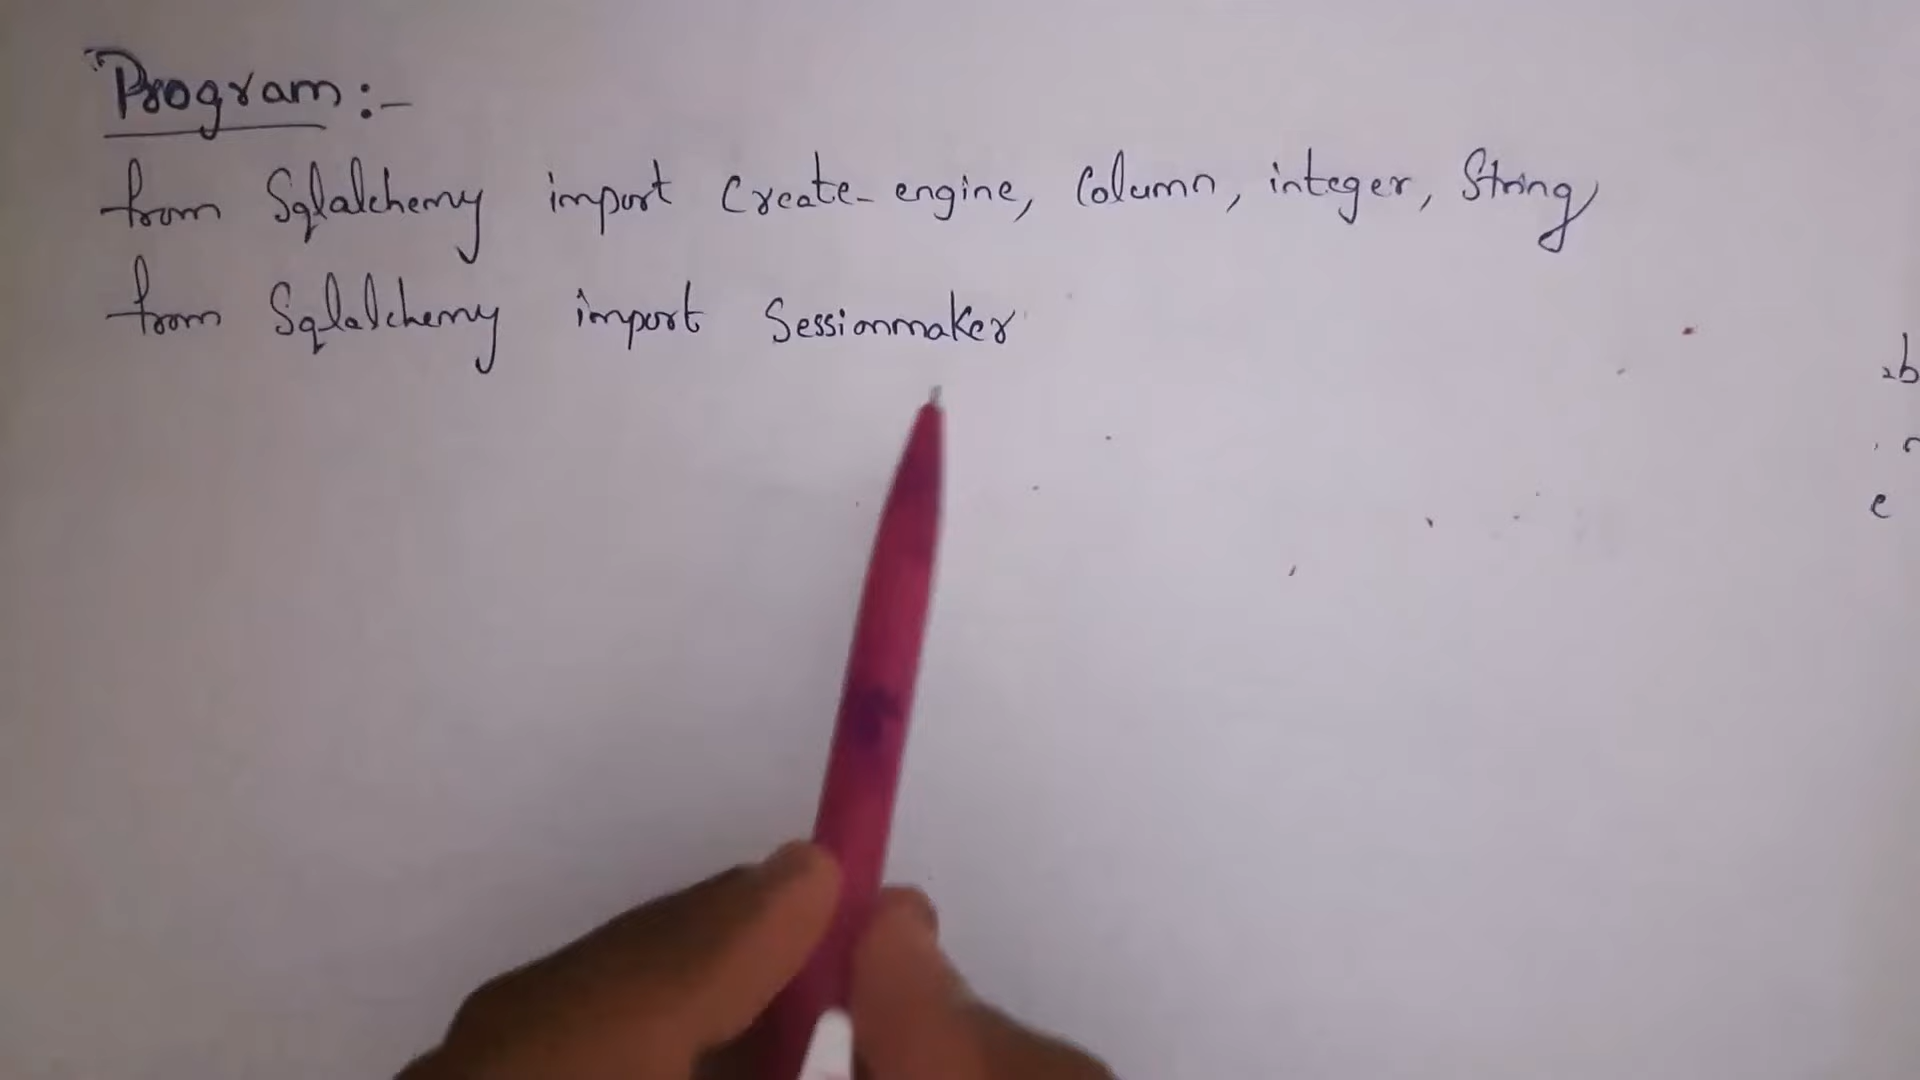 Program :-
from Sqlalchemy import Create-engine, Column, integer, String
from Sqlalchemy import Sessionmaker